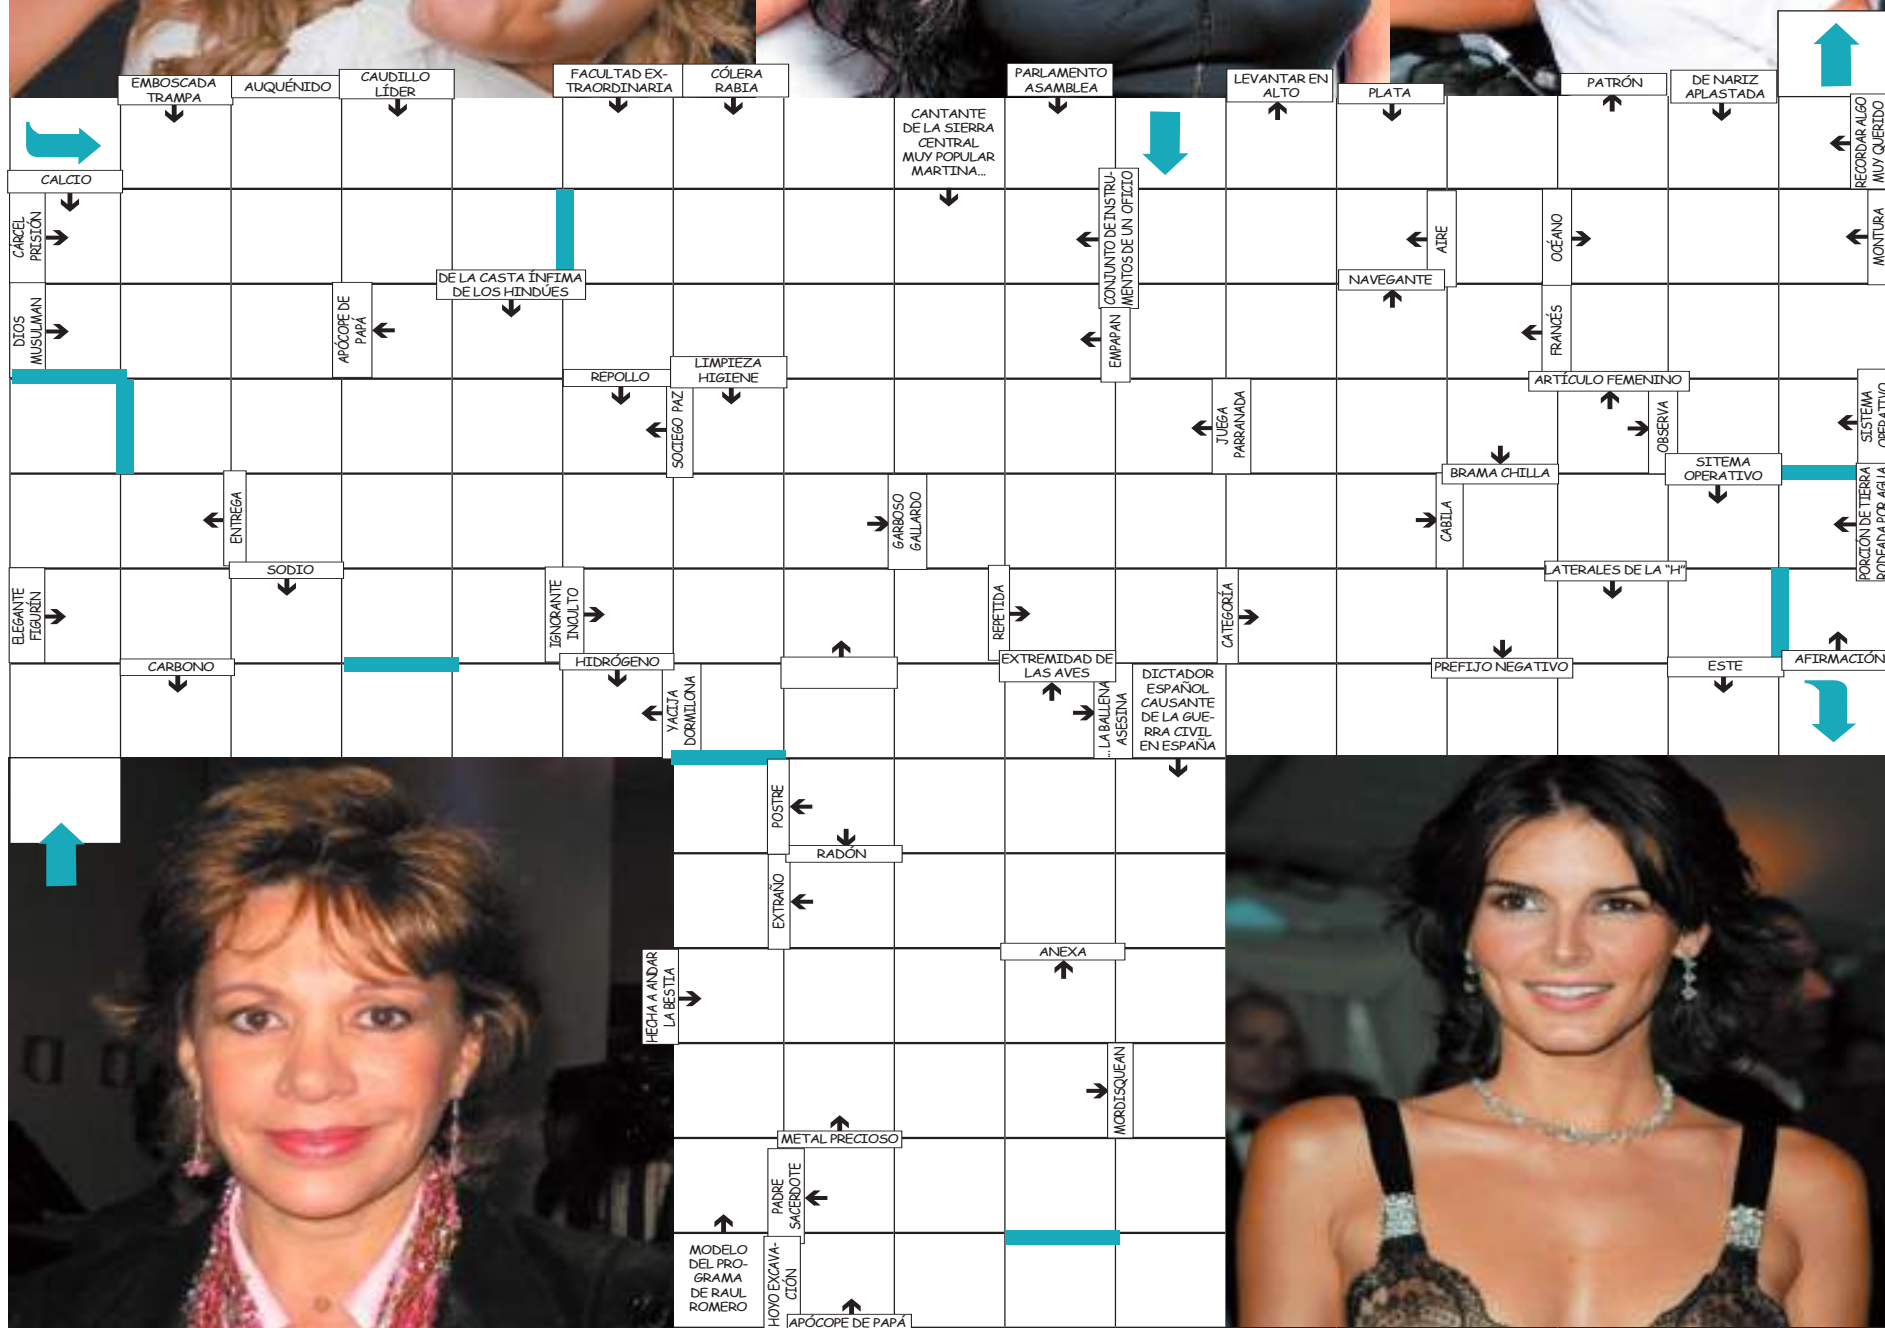 EMBOSCADA
TRAMPA
AUQUÉNIDO
CAUDILLO
LÍDER
FACULTAD EX-
TRAORDINARIA
CÓLERA
RABIA
PARLAMENTO
ASAMBLEA
LEVANTAR EN
ALTO
PLATA
PATRÓN
DE NARIZ
APLASTADA
CANTANTE
DE LA SIERRA
CENTRAL
MUY POPULAR
MARTINA...
RECORDAR ALGO
MUY QUERIDO
CALCIO
CÁRCEL
PRISIÓN
CONJUNTO DE INSTRU-
MENTOS DE UN OFICIO
AIRE
OCÉANO
MONTURA
DE LA CASTA ÍNFIMA
DE LOS HINDÚES
NAVEGANTE
DIOS
MUSULMAN
APÓCOPE DE
PAPÁ
EMPAPAN
FRANCÉS
REPOLLO
LIMPIEZA
HIGIENE
ARTÍCULO FEMENINO
SOCIEGO PAZ
JUEGA
PARRANADA
OBSERVA
SISTEMA
OPERATIVO
BRAMA CHILLA
SITEMA
OPERATIVO
ENTREGA
GARBOSO
GALLARDO
CABILA
PORCIÓN DE TIERRA
RODEADA POR AGUA
SODIO
LATERALES DE LA "H"
ELEGANTE
FIGURÍN
IGNORANTE
INCULTO
REPETIDA
CATEGORÍA
CARBONO
HIDRÓGENO
EXTREMIDAD DE
LAS AVES
PREFIJO NEGATIVO
ESTE
AFIRMACIÓN
YACIJA
DORMILONA
... LA BALLENA
ASESINA
DICTADOR
ESPAÑOL
CAUSANTE
DE LA GUE-
RRA CIVIL
EN ESPAÑA
POSTRE
RADÓN
EXTRAÑO
ANEXA
HECHA A ANDAR
LA BESTIA
MORDISQUEAN
METAL PRECIOSO
PADRE
SACERDOTE
MODELO
DEL PRO-
GRAMA
DE RAUL
ROMERO
HOYO EXCAVA-
CIÓN
APÓCOPE DE PAPÁ